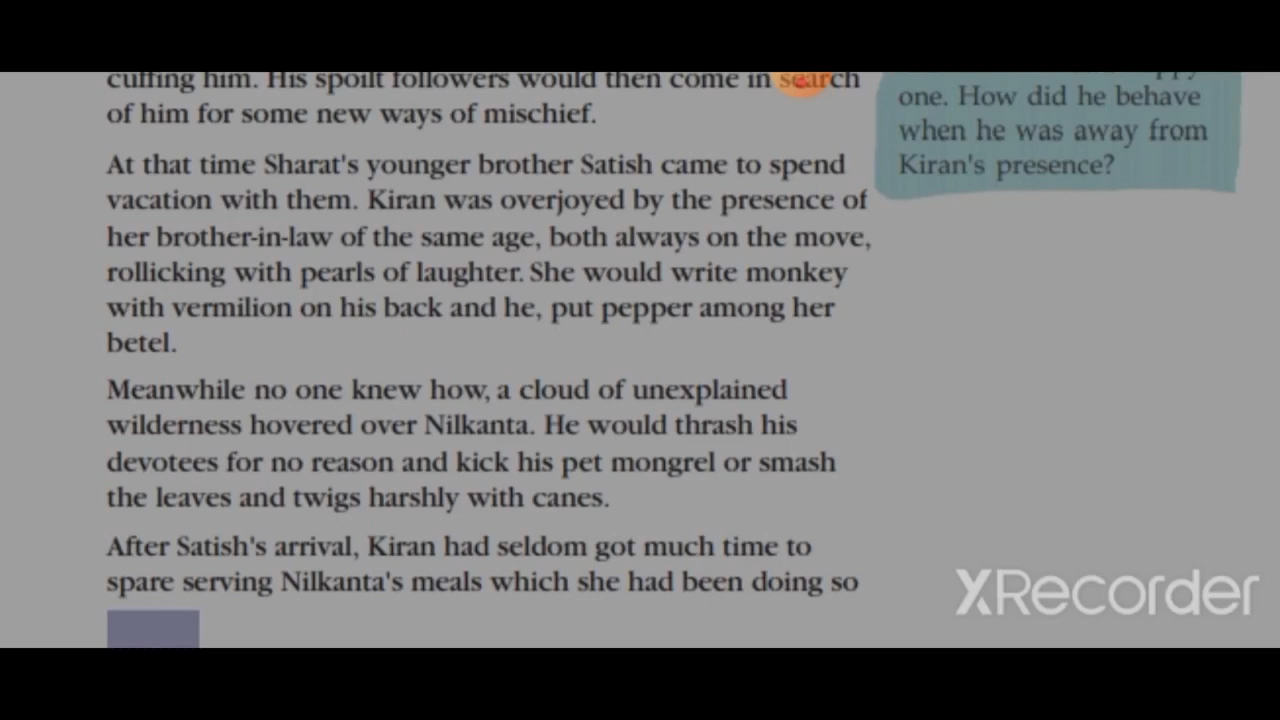 cuffing him. His spoilt followers would then come in search
of him for some new ways of mischief.
At that time Sharat's younger brother Satish came to spend
vacation with them. Kiran was overjoyed by the presence of
her brother-in-law of the same age, both always on the move,
rollicking with pearls of laughter. She would write monkey
with vermilion on his back and he, put pepper among her
betel.
Meanwhile no one knew how, a cloud of unexplained
wilderness hovered over Nilkanta. He would thrash his
devotees for no reason and kick his pet mongrel or smash
the leaves and twigs harshly with canes.
After Satish's arrival, Kiran had seldom got much time to
spare serving Nilkanta's meals which she had been doing so
one. How did he behave
when he was away from
Kiran's presence?
XRecorder